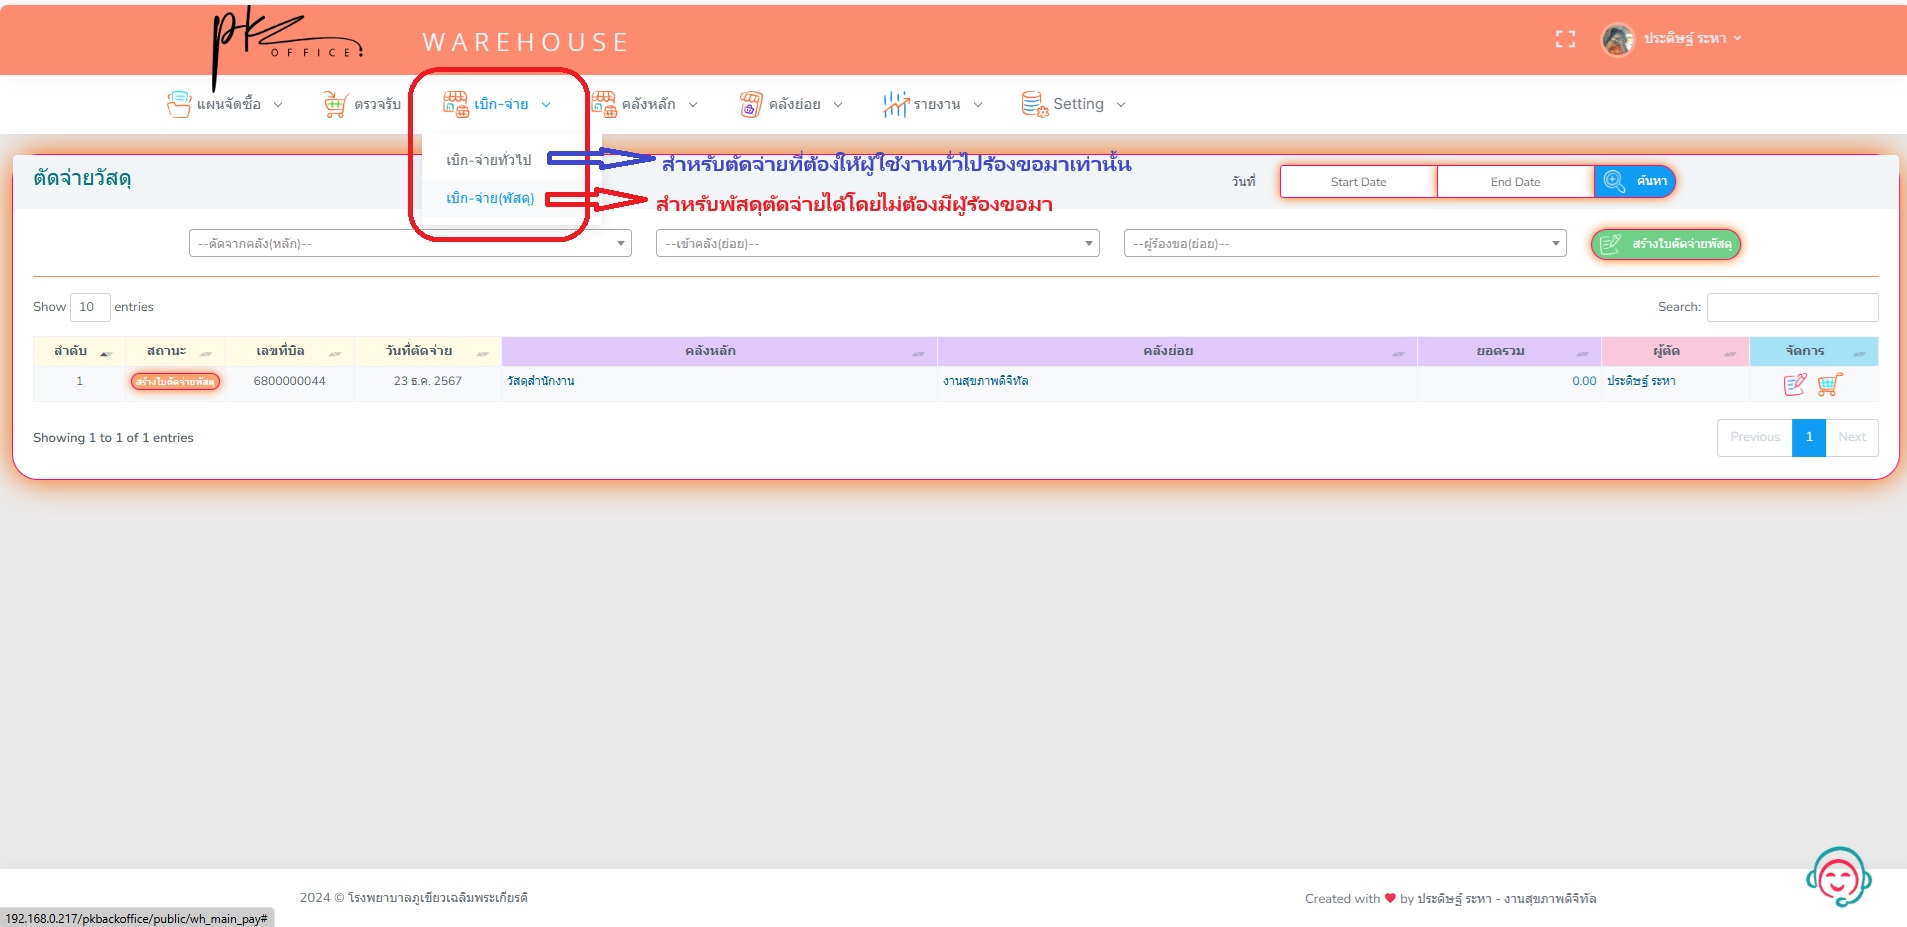 pk OFFICE
WAREHOUSE
ประดิษฐ์ ระหา
แผนจัดซื้อ
ตรวจรับ
เบิก-จ่าย
คลังหลัก
คลังย่อย
รายงาน
Setting
เบิก-จ่ายทั่วไป
สำหรับตัดจ่ายที่ต้องให้ผู้ใช้งานทั่วไปร้องขอมาเท่านั้น
เบิก-จ่าย(พัสดุ)
สำหรับพัสดุตัดจ่ายได้โดยไม่ต้องมีผู้ร้องขอมา
ตัดจ่ายวัสดุ
วันที่
Start Date
End Date
ค้นหา
--ตัดจากคลัง(หลัก)--
--เข้าคลัง(ย่อย)--
--ผู้ร้องขอ(ย่อย)--
สร้างใบตัดจ่ายพัสดุ
Show 10 entries
Search:
ลำดับ สถานะ เลขที่บิล วันที่ตัดจ่าย คลังหลัก คลังย่อย ยอดรวม ผู้ตัด จัดการ
1 สร้างใบตัดจ่ายพัสดุ 6800000044 23 ธ.ค. 2567 วัสดุสำนักงาน งานสุขภาพดิจิทัล 0.00 ประดิษฐ์ ระหา
Showing 1 to 1 of 1 entries
Previous 1 Next
2024 © โรงพยาบาลภูเขียวเฉลิมพระเกียรติ
Created with ♥ by ประดิษฐ์ ระหา - งานสุขภาพดิจิทัล
192.168.0.217/pkbackoffice/public/wh_main_pay#